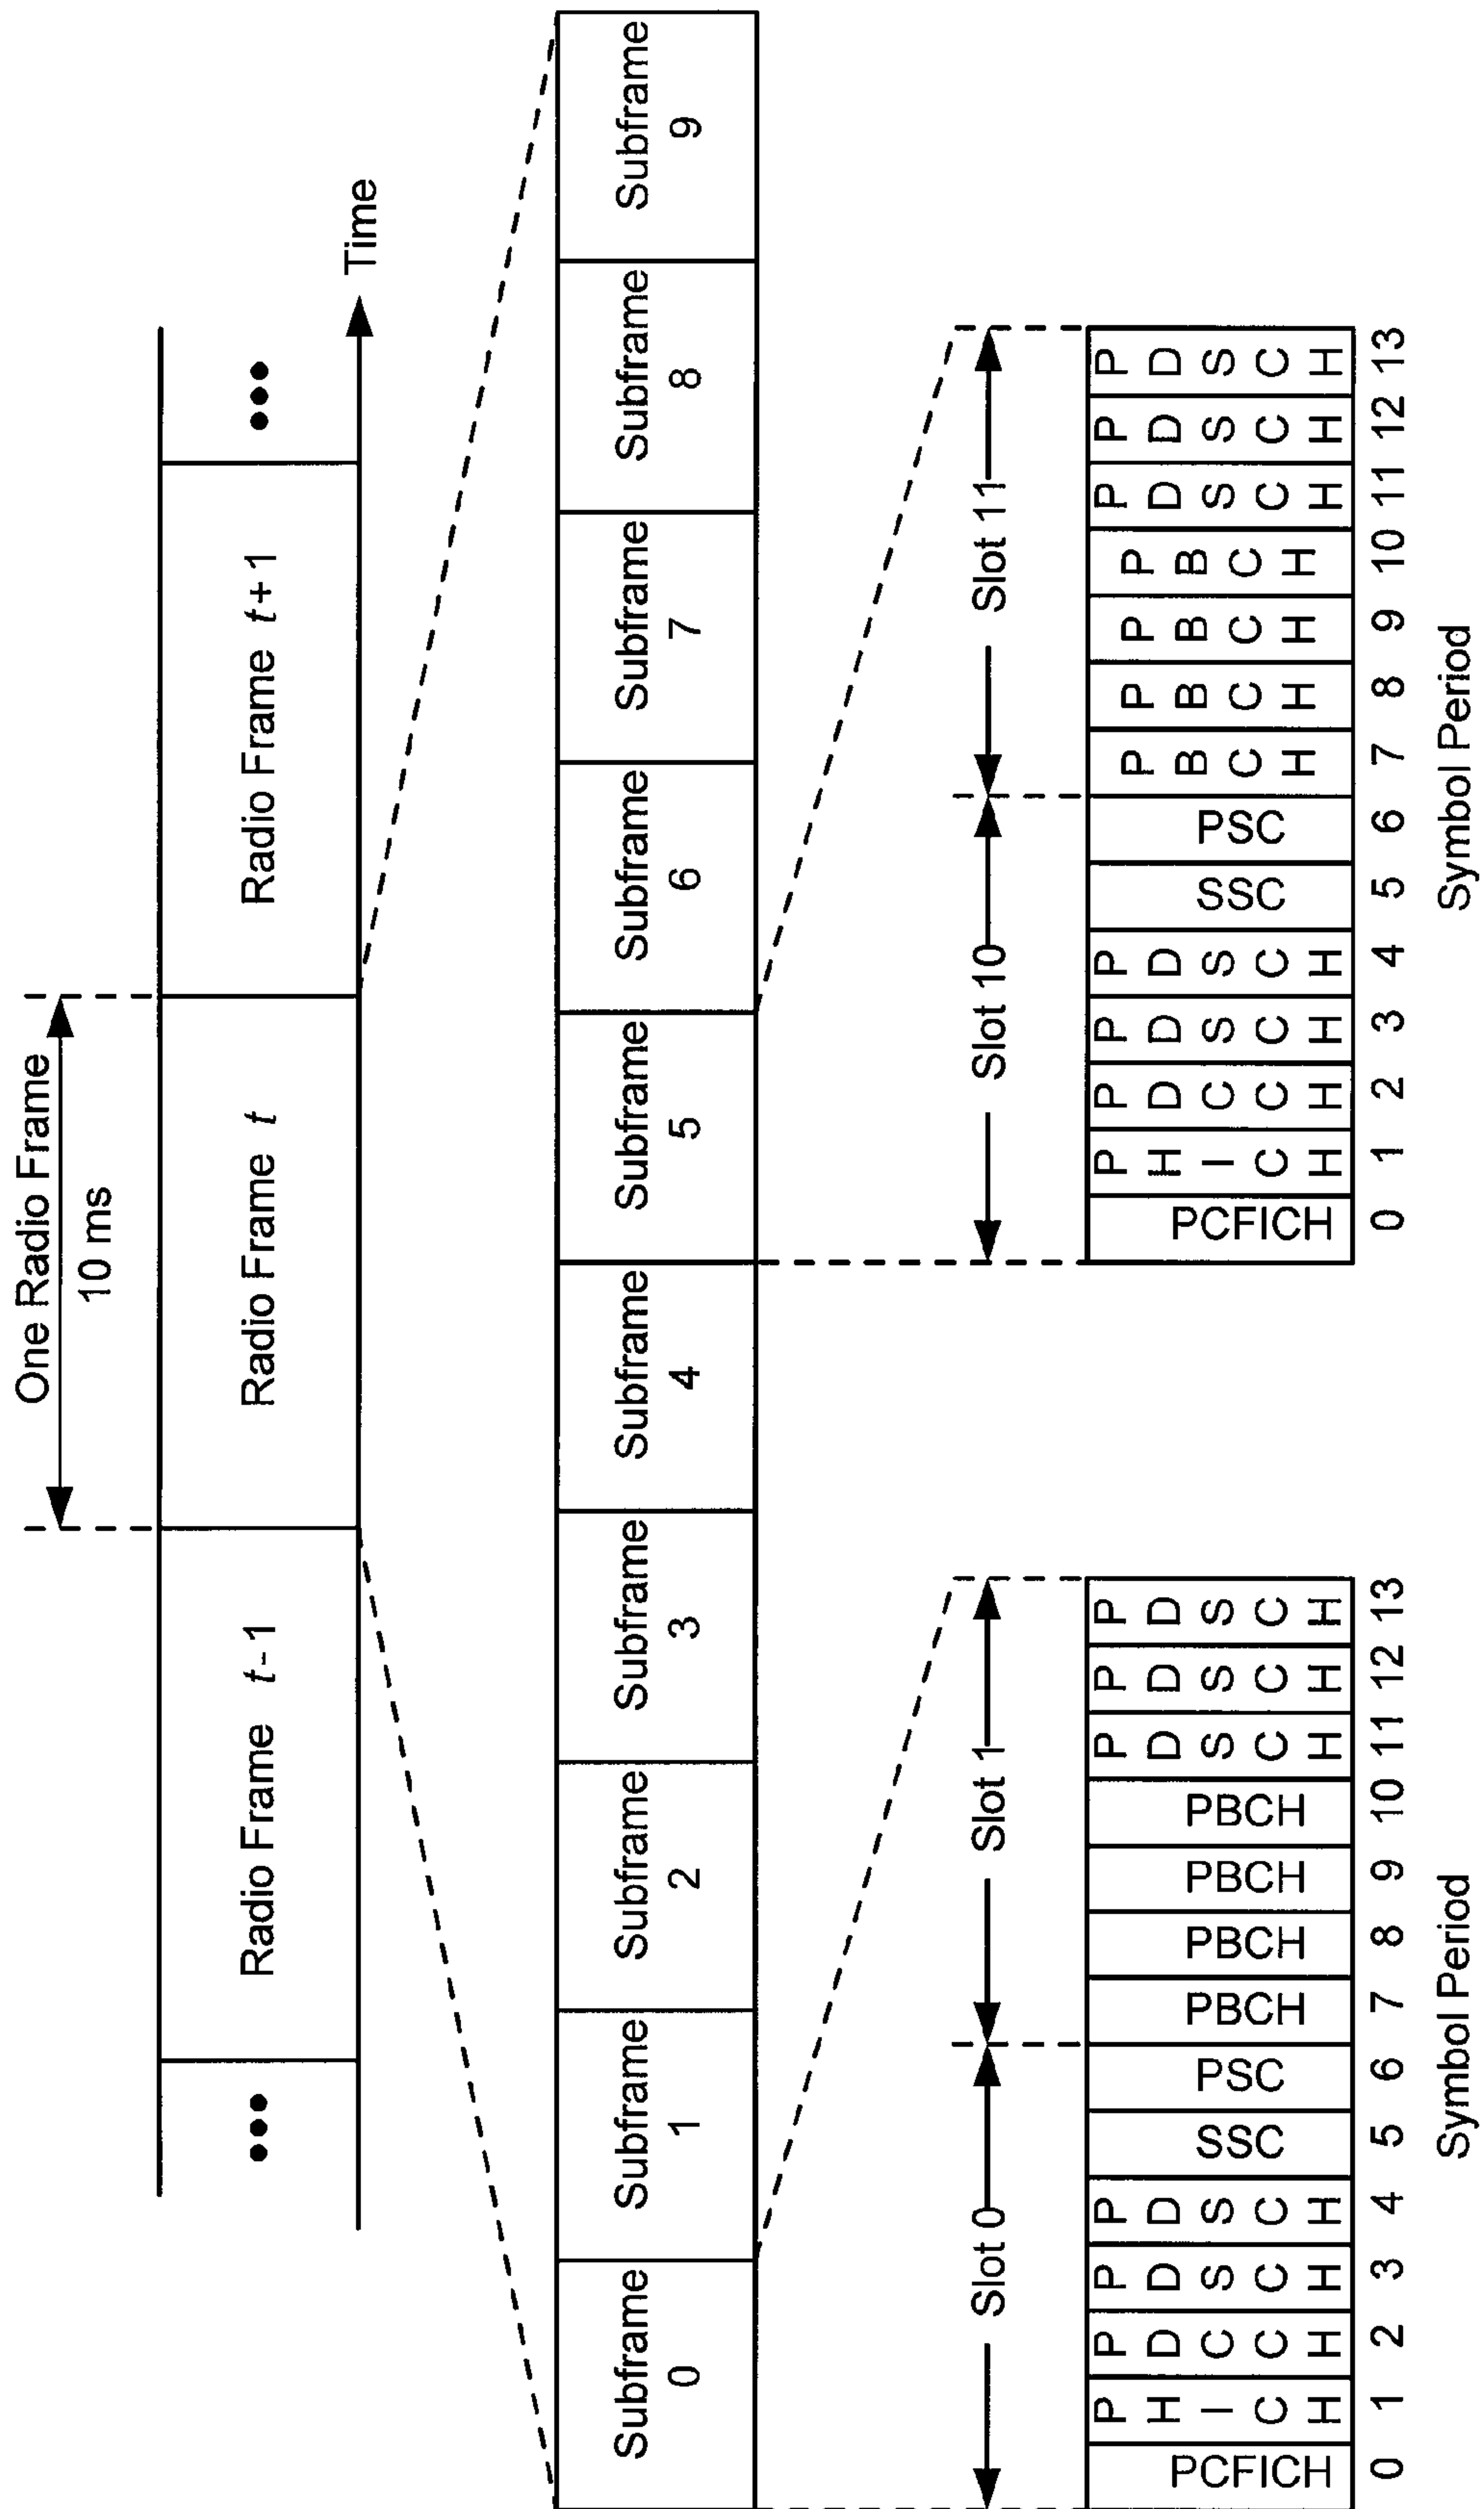 One Radio Frame
10 ms
••• Radio Frame t-1 Radio Frame t Radio Frame t+1 •••
Time
Subframe 0
Subframe 1
Subframe 2
Subframe 3
Subframe 4
Subframe 5
Subframe 6
Subframe 7
Subframe 8
Subframe 9
Slot 0 Slot 1
PCFICH PHICH PDCCH PDSCH PDSCH SSC PSC PBCH PBCH PBCH PBCH PDSCH PDSCH PDSCH
0 1 2 3 4 5 6 7 8 9 10 11 12 13
Symbol Period
Slot 10 Slot 11
PCFICH PHICH PDCCH PDSCH PDSCH SSC PSC PBCH PBCH PBCH PBCH PDSCH PDSCH PDSCH
0 1 2 3 4 5 6 7 8 9 10 11 12 13
Symbol Period